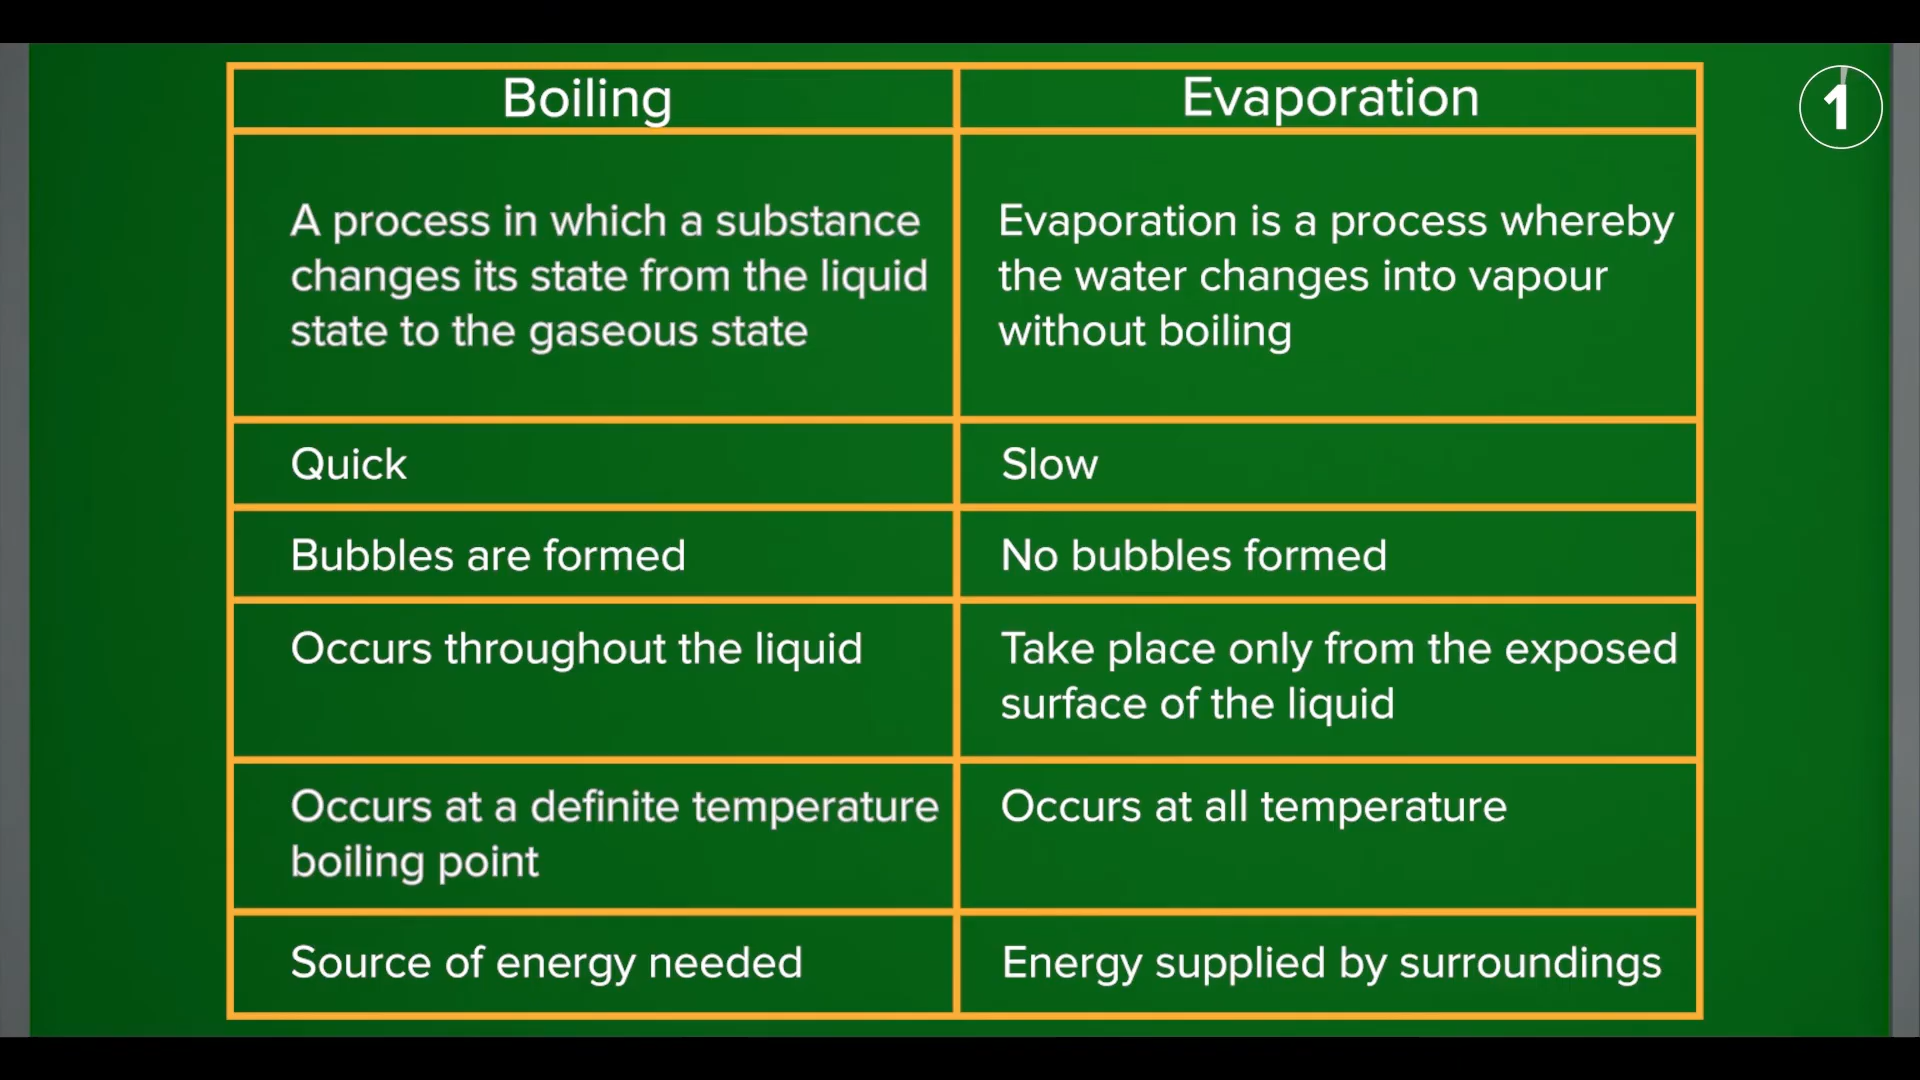 Boiling
Evaporation
1
A process in which a substance
changes its state from the liquid
state to the gaseous state
Evaporation is a process whereby
the water changes into vapour
without boiling
Quick
Slow
Bubbles are formed
No bubbles formed
Occurs throughout the liquid
Take place only from the exposed
surface of the liquid
Occurs at a definite temperature
boiling point
Occurs at all temperature
Source of energy needed
Energy supplied by surroundings